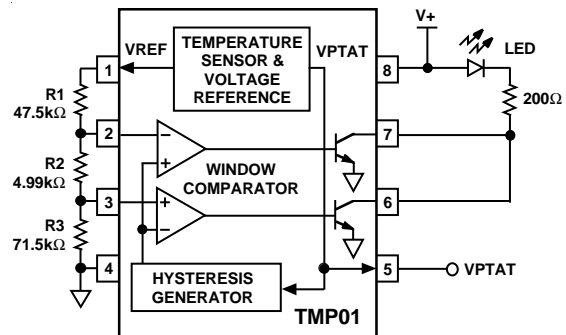 V+
VREF
TEMPERATURE
SENSOR &
VOLTAGE
REFERENCE
VPTAT
LED
1
8
R1
47.5kΩ
200Ω
2
7
R2
4.99kΩ
WINDOW
COMPARATOR
3
6
R3
71.5kΩ
4
HYSTERESIS
GENERATOR
5
VPTAT
TMP01
−
+
+
−